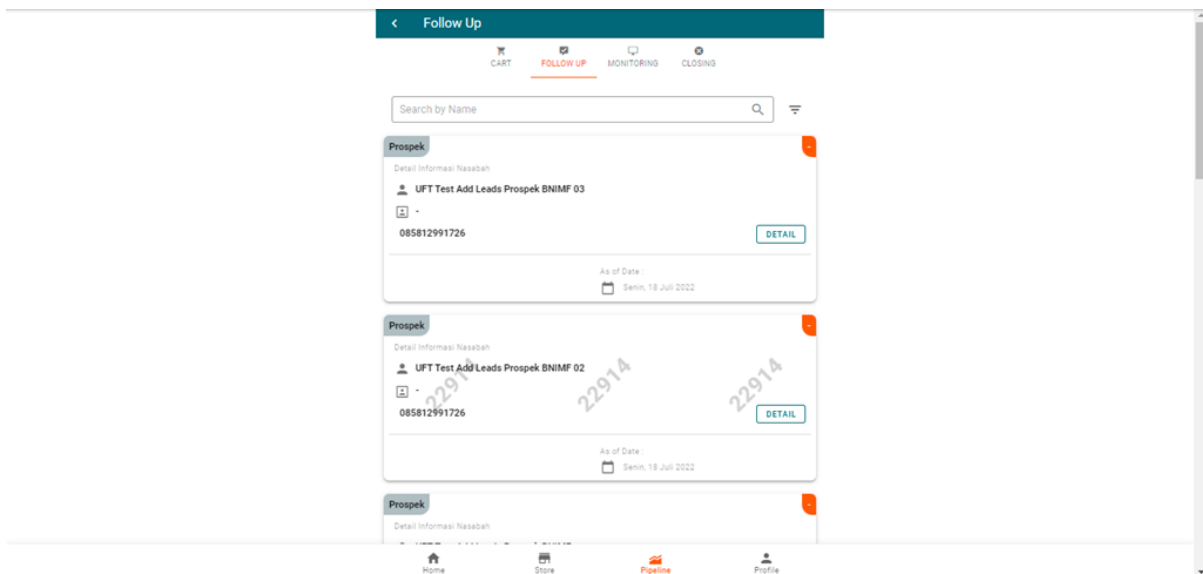 Follow Up
CART FOLLOW UP MONITORING CLOSING
Search by Name
Prospek -
Detail Informasi Nasabah
UFT Test Add Leads Prospek BNIMF 03
-
085812991726
DETAIL
As of Date :
Senin, 18 Juli 2022
Prospek -
Detail Informasi Nasabah
UFT Test Add Leads Prospek BNIMF 02
-
22914 22914 22914
085812991726
DETAIL
As of Date :
Senin, 18 Juli 2022
Prospek -
Detail Informasi Nasabah
Home Store Pipeline Profile